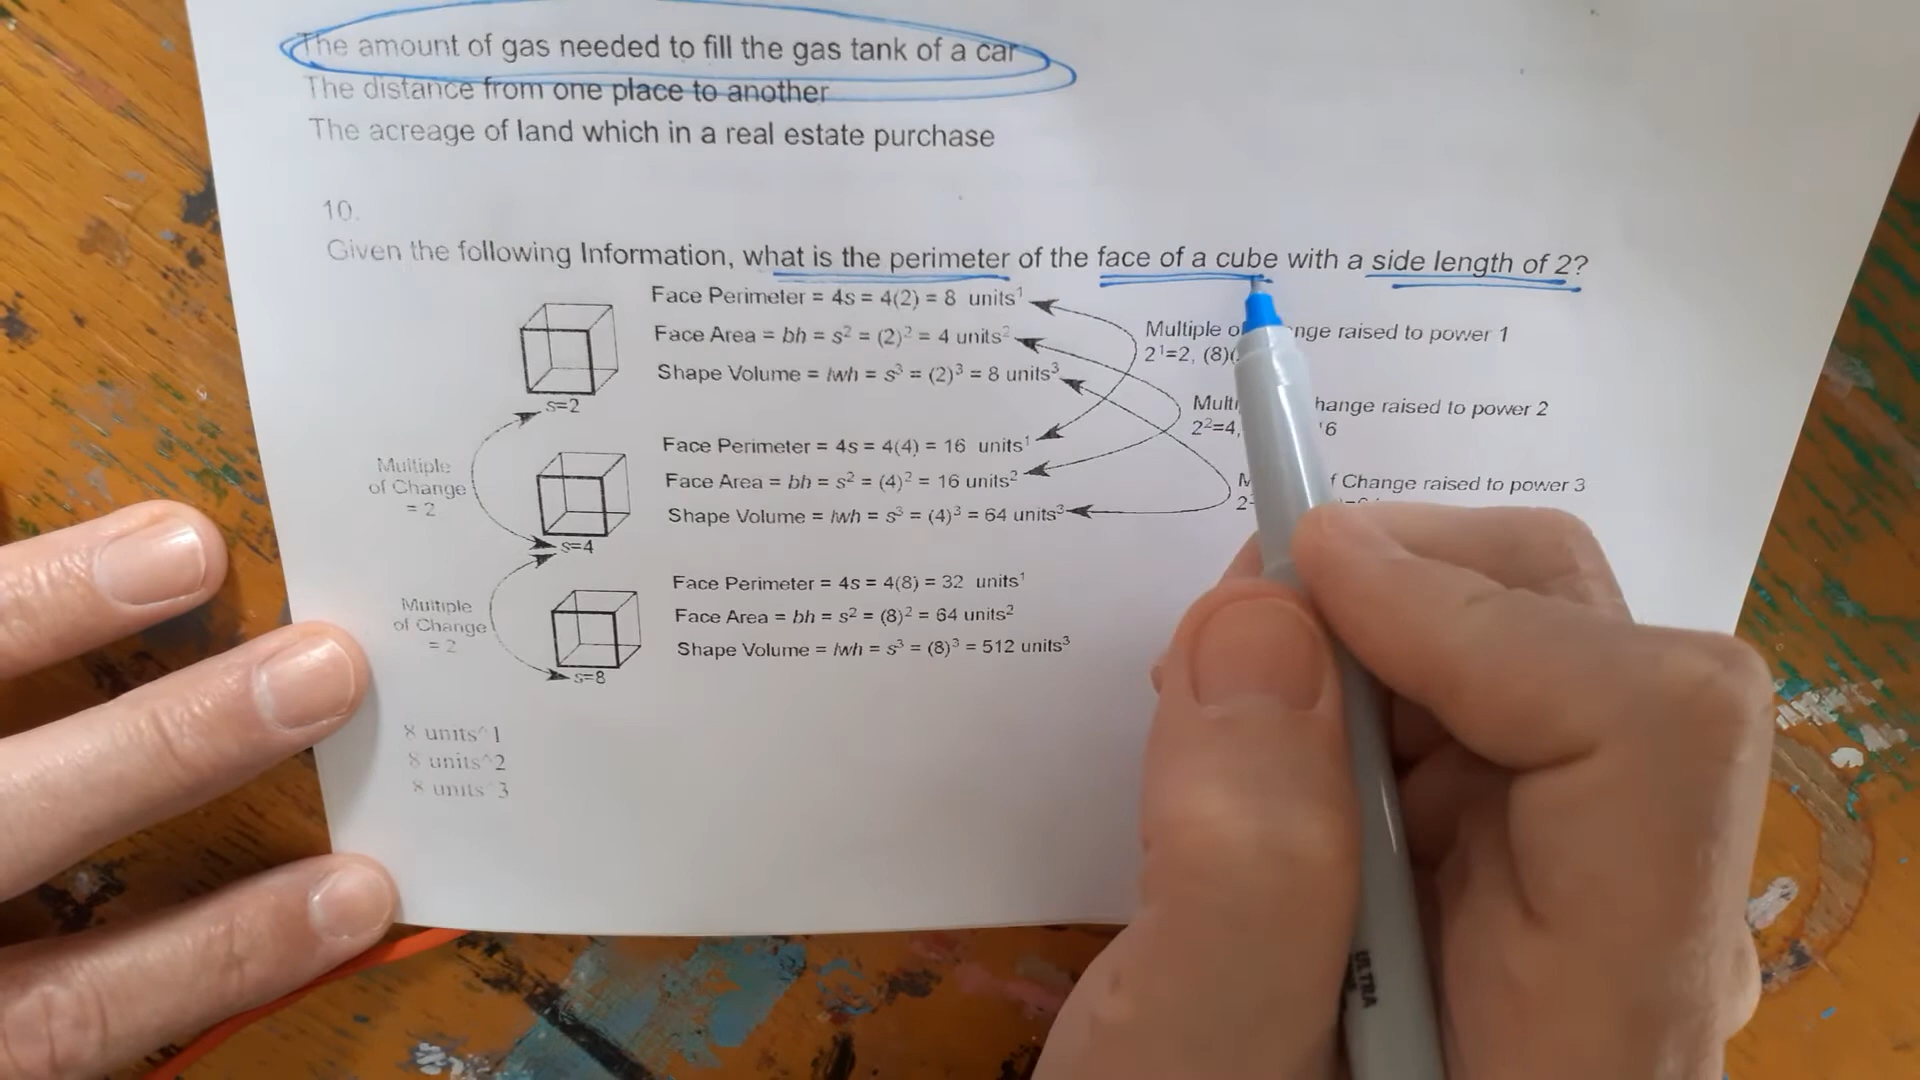 The amount of gas needed to fill the gas tank of a car
The distance from one place to another
The acreage of land which in a real estate purchase
10.
Given the following Information, what is the perimeter of the face of a cube with a side length of 2?
Face Perimeter = 4s = 4(2) = 8 units¹
Face Area = bh = s² = (2)² = 4 units²
Shape Volume = lwh = s³ = (2)³ = 8 units³
s=2
Multiple raised to power 1
2¹=2, (8)(
hange raised to power 2
2²=4, 16
f Change raised to power 3
Multiple
of Change
= 2
Face Perimeter = 4s = 4(4) = 16 units¹
Face Area = bh = s² = (4)² = 16 units²
Shape Volume = lwh = s³ = (4)³ = 64 units³
s=4
Multiple
of Change
= 2
Face Perimeter = 4s = 4(8) = 32 units¹
Face Area = bh = s² = (8)² = 64 units²
Shape Volume = lwh = s³ = (8)³ = 512 units³
s=8
8 units^1
8 units^2
8 units^3
ULTRA